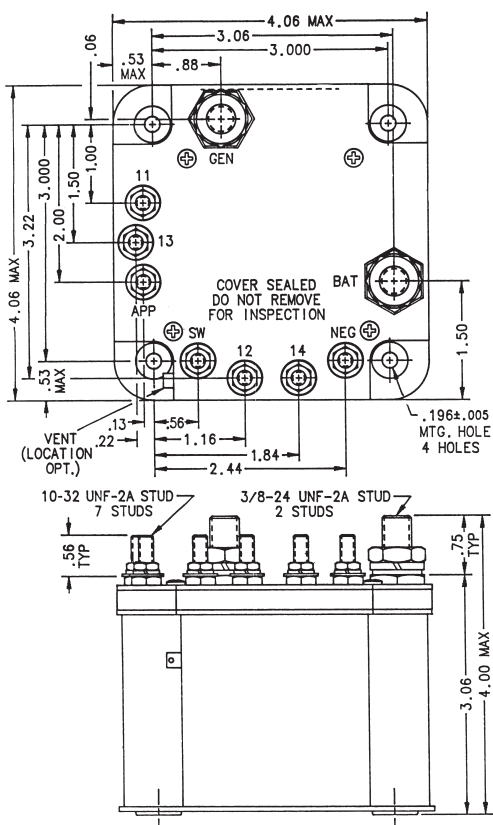 4.06 MAX
3.06
3.000
.06
.53
MAX
.88
GEN
11
13
APP
1.00
1.50
2.00
3.000
3.22
4.06 MAX
COVER SEALED
DO NOT REMOVE
FOR INSPECTION
BAT
SW
12
14
NEG
1.50
.53
MAX
VENT
(LOCATION
OPT.)
.13
.22
.56
1.16
1.84
2.44
.196±.005
MTG. HOLE
4 HOLES
10-32 UNF-2A STUD
7 STUDS
3/8-24 UNF-2A STUD
2 STUDS
.56
TYP
.75
TYP
3.06
4.00 MAX